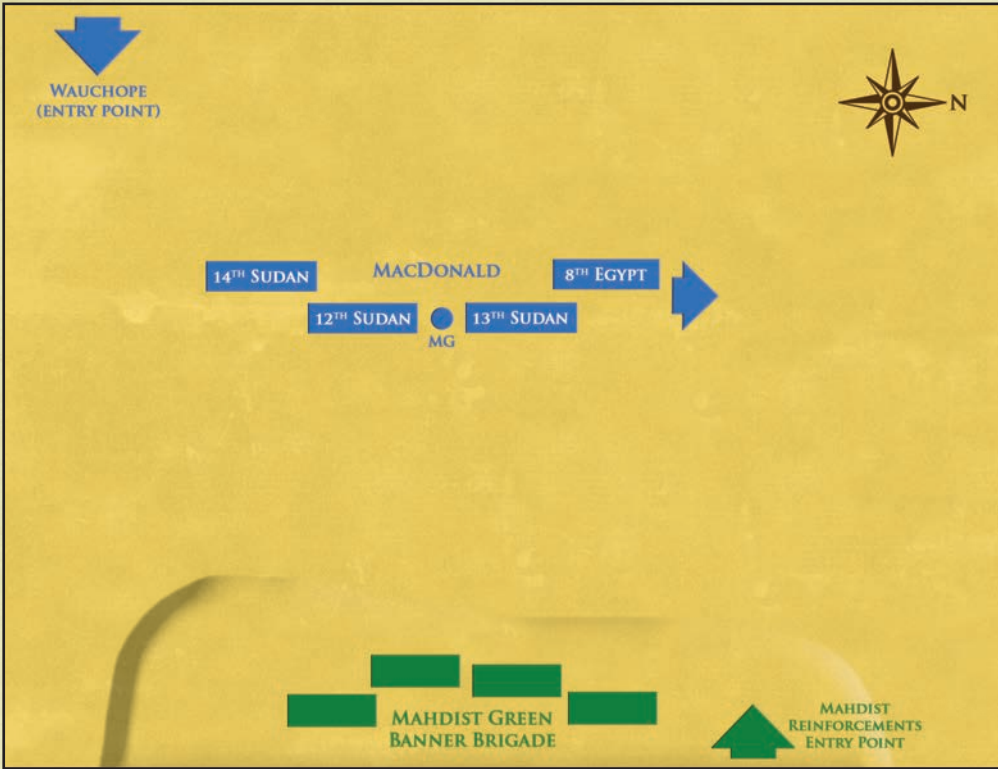 Wauchope
(entry point)
N
14th Sudan
MacDonald
8th Egypt
12th Sudan
13th Sudan
MG
Mahdist Green
Banner Brigade
Mahdist
Reinforcements
Entry Point